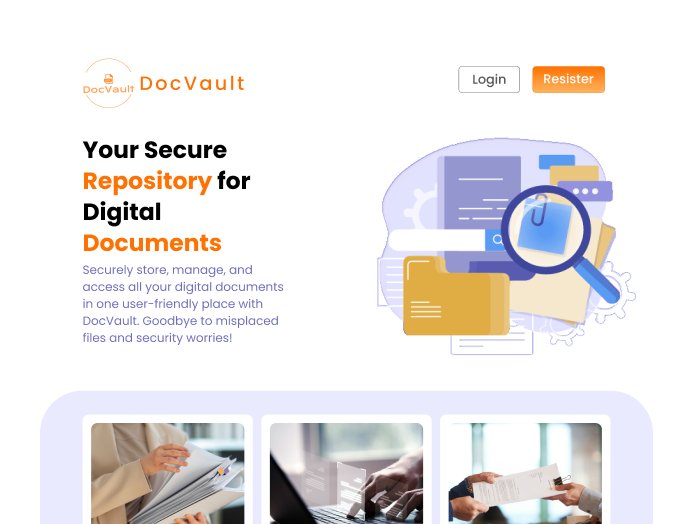 DocVault
DocVault
Login
Resister
Your Secure
Repository for
Digital
Documents
Securely store, manage, and
access all your digital documents
in one user-friendly place with
DocVault. Goodbye to misplaced
files and security worries!